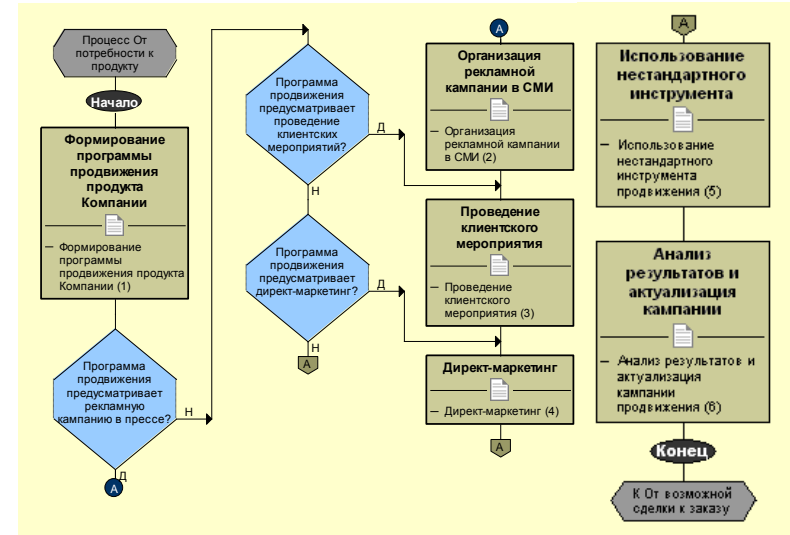 Процесс От
потребности к
продукту
Начало
Формирование
программы
продвижения
продукта
Компании
– Формирование
программы
продвижения продукта
Компании (1)
Программа
продвижения
предусматривает
рекламную
кампанию в прессе?
Н
Д
А
Программа
продвижения
предусматривает
проведение
клиентских
мероприятий?
Д
Н
Программа
продвижения
предусматривает
директ-маркетинг?
Д
Н
А
А
Организация
рекламной
кампании в СМИ
– Организация
рекламной кампании
в СМИ (2)
Проведение
клиентского
мероприятия
– Проведение
клиентского
мероприятия (3)
Директ-маркетинг
– Директ-маркетинг (4)
А
А
Использование
нестандартного
инструмента
– Использование
нестандартного
инструмента
продвижения (5)
Анализ
результатов и
актуализация
кампании
– Анализ результатов и
актуализация
кампании
продвижения (6)
Конец
К От возможной
сделки к заказу